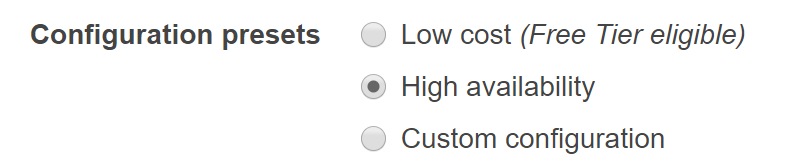 Configuration presets
Low cost (Free Tier eligible)
High availability
Custom configuration